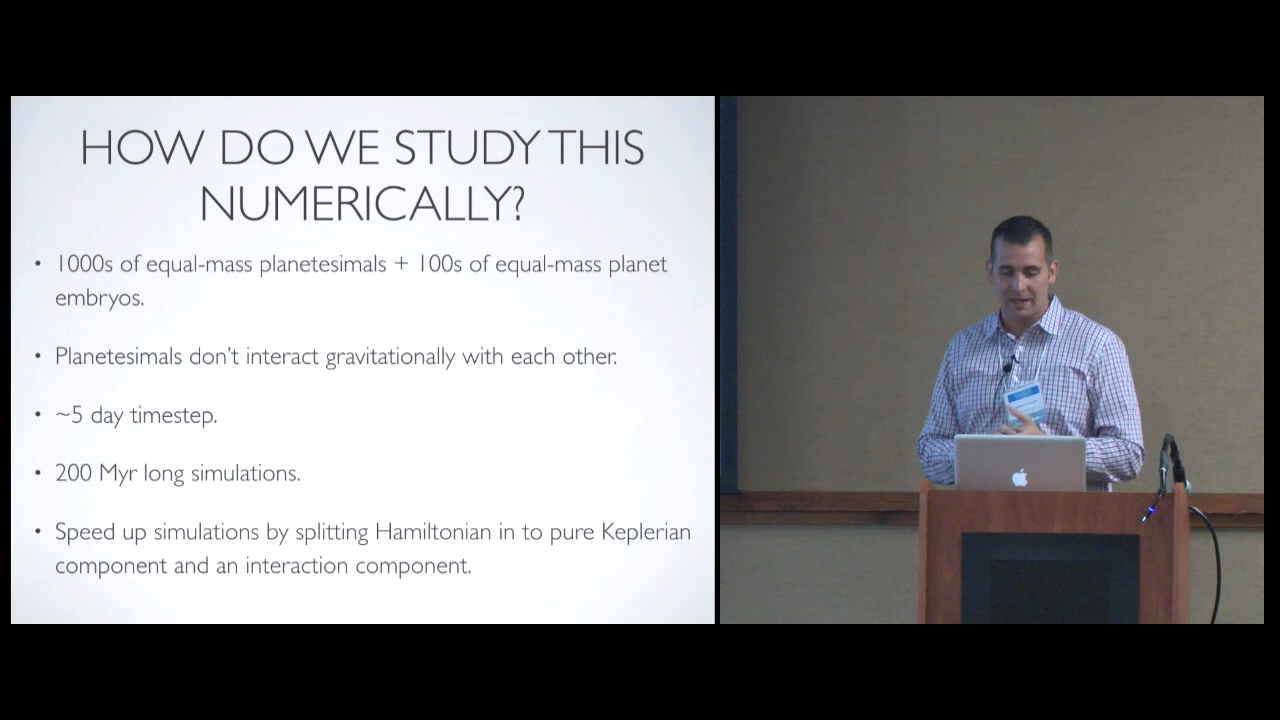 HOW DO WE STUDY THIS
NUMERICALLY?
• 1000s of equal-mass planetesimals + 100s of equal-mass planet
embryos.
• Planetesimals don't interact gravitationally with each other.
• ~5 day timestep.
• 200 Myr long simulations.
• Speed up simulations by splitting Hamiltonian in to pure Keplerian
component and an interaction component.